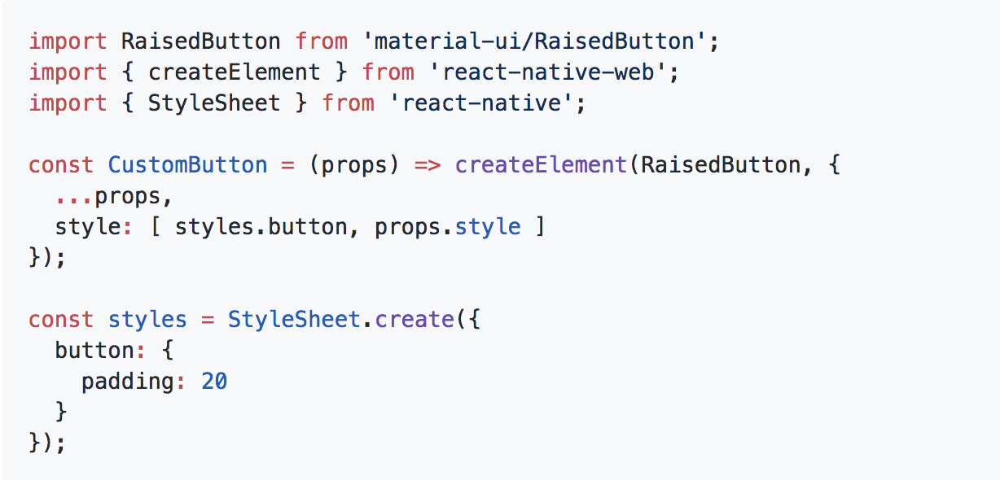 import RaisedButton from 'material-ui/RaisedButton';
import { createElement } from 'react-native-web';
import { StyleSheet } from 'react-native';

const CustomButton = (props) => createElement(RaisedButton, {
  ...props,
  style: [ styles.button, props.style ]
});

const styles = StyleSheet.create({
  button: {
    padding: 20
  }
});